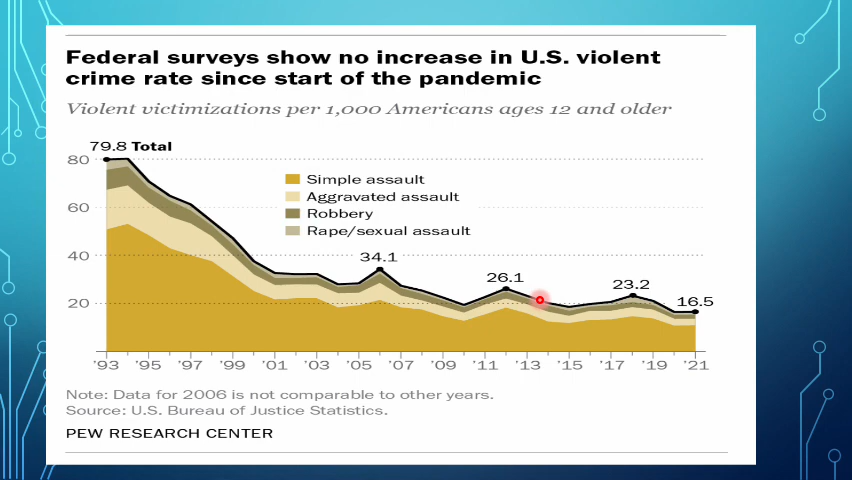 Federal surveys show no increase in U.S. violent
crime rate since start of the pandemic
Violent victimizations per 1,000 Americans ages 12 and older
79.8 Total
80
60
40
20
Simple assault
Aggravated assault
Robbery
Rape/sexual assault
34.1
26.1
23.2
16.5
'93 '95 '97 '99 '01 '03 '05 '07 '09 '11 '13 '15 '17 '19 '21
Note: Data for 2006 is not comparable to other years.
Source: U.S. Bureau of Justice Statistics.
PEW RESEARCH CENTER